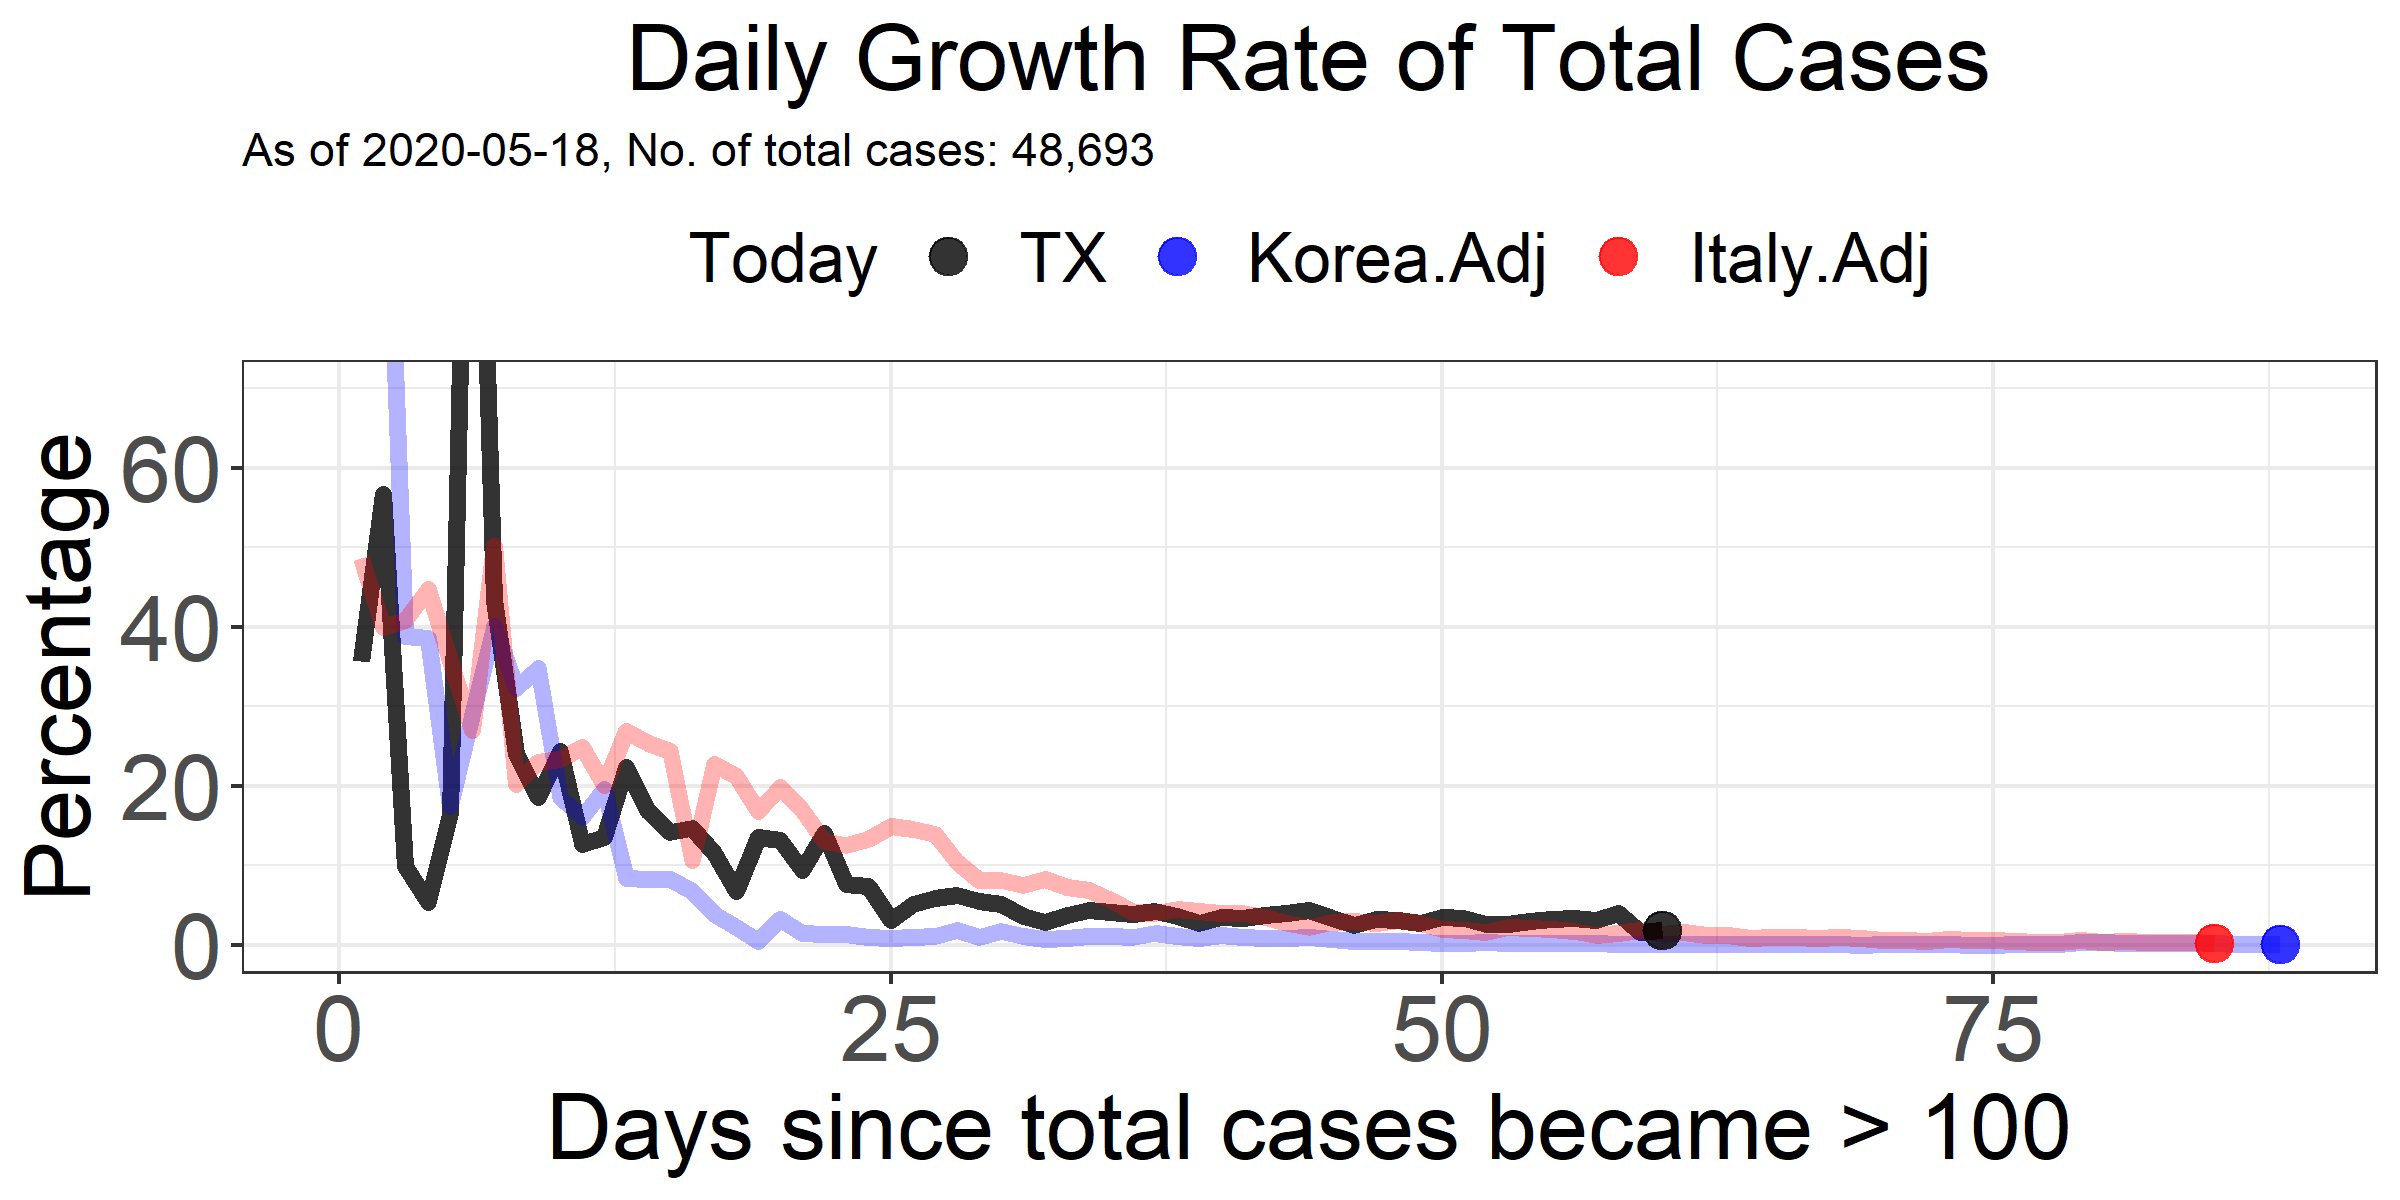 Daily Growth Rate of Total Cases
As of 2020-05-18, No. of total cases: 48,693
Today TX Korea.Adj Italy.Adj
Percentage
60
40
20
0
0 25 50 75
Days since total cases became > 100